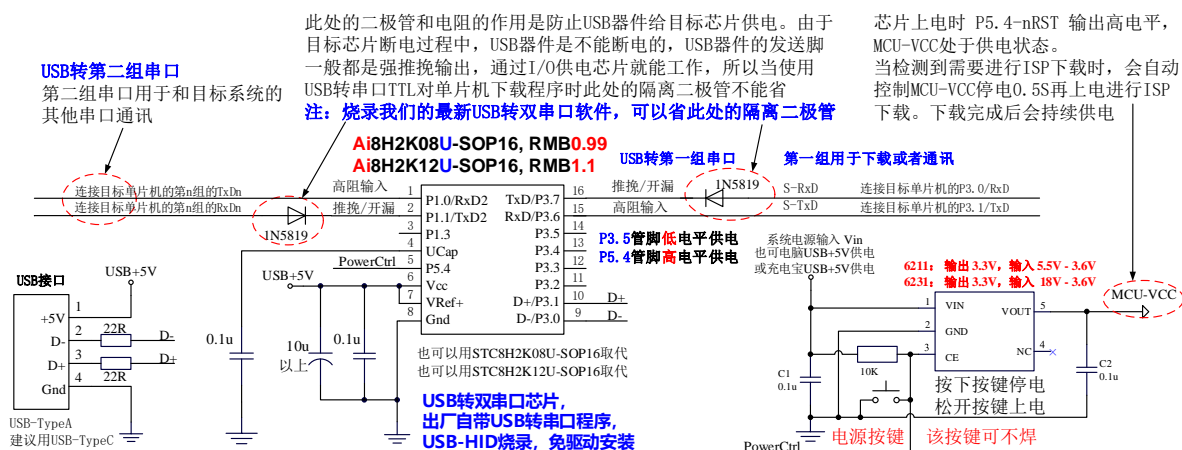 此处的二极管和电阻的作用是防止USB器件给目标芯片供电。由于
目标芯片断电过程中，USB器件是不能断电的，USB器件的发送脚
一般都是强推挽输出，通过I/O供电芯片就能工作，所以当使用
USB转串口TTL对单片机下载程序时此处的隔离二极管不能省
注：烧录我们的最新USB转双串口软件，可以省此处的隔离二极管
芯片上电时 P5.4-nRST 输出高电平，
MCU-VCC处于供电状态。
当检测到需要进行ISP下载时，会自动
控制MCU-VCC停电0.5S再上电进行ISP
下载。下载完成后会持续供电
USB转第二组串口
第二组串口用于和目标系统的
其他串口通讯
Ai8H2K08U-SOP16, RMB0.99
Ai8H2K12U-SOP16, RMB1.1
USB转第一组串口
第一组用于下载或者通讯
连接目标单片机的第n组的TxDn
连接目标单片机的第n组的RxDn
1N5819
高阻输入
推挽/开漏
1
2
3
4
5
6
7
8
P1.0/RxD2
P1.1/TxD2
P1.3
UCap
P5.4
Vcc
VRef+
Gnd
TxD/P3.7
RxD/P3.6
P3.5
P3.4
P3.3
P3.2
D+/P3.1
D-/P3.0
16
15
14
13
12
11
10
9
推挽/开漏
高阻输入
1N5819
S-RxD
S-TxD
连接目标单片机的P3.0/RxD
连接目标单片机的P3.1/TxD
P3.5管脚低电平供电
P5.4管脚高电平供电
D+
D-
PowerCtrl
USB+5V
0.1u
10u
以上
0.1u
也可以用STC8H2K08U-SOP16取代
也可以用STC8H2K12U-SOP16取代
USB转双串口芯片，
出厂自带USB转串口程序，
USB-HID烧录，免驱动安装
USB接口
USB+5V
+5V
D-
D+
Gnd
1
2
3
4
22R
22R
D-
D+
USB-TypeA
建议用USB-TypeC
系统电源输入 Vin
也可电脑USB+5V供电
或充电宝USB+5V供电
6211：输出 3.3V，输入 5.5V - 3.6V
6231：输出 3.3V，输入 18V - 3.6V
MCU-VCC
1
2
3
VIN
GND
CE
VOUT
NC
5
4
10K
C1
0.1u
C2
0.1u
按下按键停电
松开按键上电
电源按键
该按键可不焊
PowerCtrl